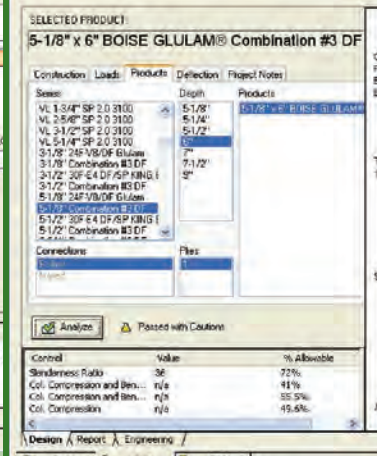 SELECTED PRODUCT:
5-1/8" x 6" BOISE GLULAM® Combination #3 DF
Construction Loads Products Deflection Project Notes
Series Depth Products
VL 1-3/4" SP 2.0 3100
VL 2-5/8" SP 2.0 3100
VL 3-1/2" SP 2.0 3100
VL 5-1/4" SP 2.0 3100
3-1/8" 24F-V8/DF Glulam
3-1/8" Combination #3 DF
3-1/2" 30F-E4 DF/SP KING
3-1/2" Combination #3 DF
5-1/8" 24F-V8/DF Glulam
5-1/8" Combination #3 DF
5-1/2" 30F-E4 DF/SP KING
5-1/2" Combination #3 DF
5-1/8"
5-1/4"
5-1/2"
6"
7"
7-1/2"
9"
5-1/8" x 6" BOISE GLULAM®
Connections Plies
1
Analyze Passed with Cautions
Control Value % Allowable
Slenderness Ratio 36 72%
Col. Compression and Ben... n/a 41%
Col. Compression and Ben... n/a 55.5%
Col. Compression n/a 49.6%
Design Report Engineering